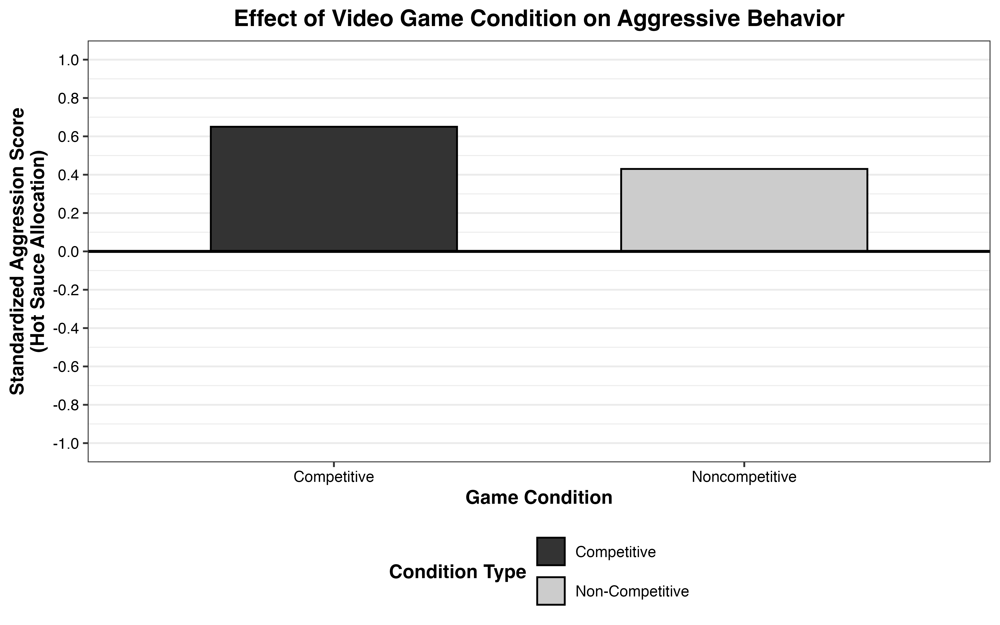 Effect of Video Game Condition on Aggressive Behavior
Standardized Aggression Score
(Hot Sauce Allocation)
1.0
0.8
0.6
0.4
0.2
0.0
-0.2
-0.4
-0.6
-0.8
-1.0
Competitive
Noncompetitive
Game Condition
Condition Type
Competitive
Non-Competitive